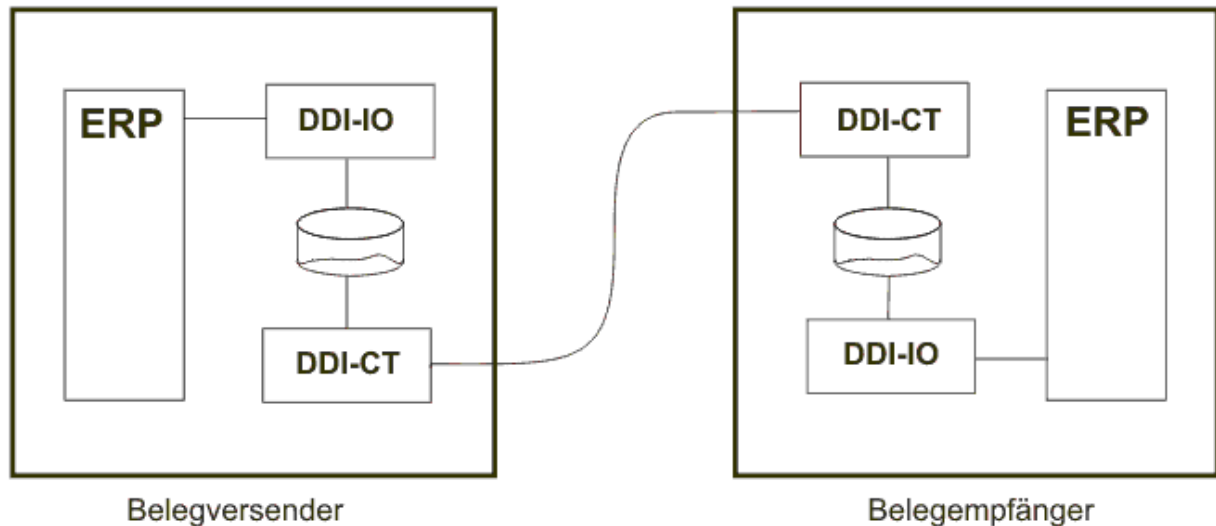 ERP
DDI-IO
DDI-CT
Belegversender
DDI-CT
ERP
DDI-IO
Belegempfänger